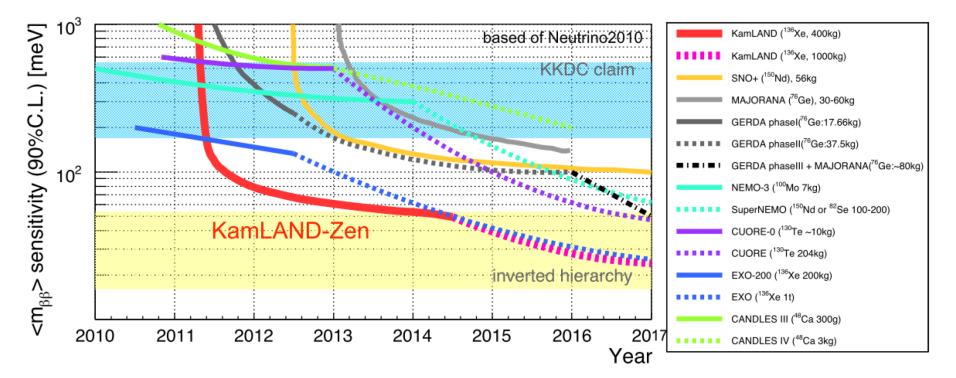 <m_ββ> sensitivity (90%C.L.) [meV]
10³
10²
based of Neutrino2010
KKDC claim
KamLAND-Zen
inverted hierarchy
2010 2011 2012 2013 2014 2015 2016 2017
Year
KamLAND (¹³⁶Xe, 400kg)
KamLAND (¹³⁶Xe, 1000kg)
SNO+ (¹⁵⁰Nd), 56kg
MAJORANA (⁷⁶Ge), 30-60kg
GERDA phaseI(⁷⁶Ge:17.66kg)
GERDA phaseII(⁷⁶Ge:37.5kg)
GERDA phaseIII + MAJORANA(⁷⁶Ge:~80kg)
NEMO-3 (¹⁰⁰Mo 7kg)
SuperNEMO (¹⁵⁰Nd or ⁸²Se 100-200)
CUORE-0 (¹³⁰Te ~10kg)
CUORE (¹³⁰Te 204kg)
EXO-200 (¹³⁶Xe 200kg)
EXO (¹³⁶Xe 1t)
CANDLES III (⁴⁸Ca 300g)
CANDLES IV (⁴⁸Ca 3kg)